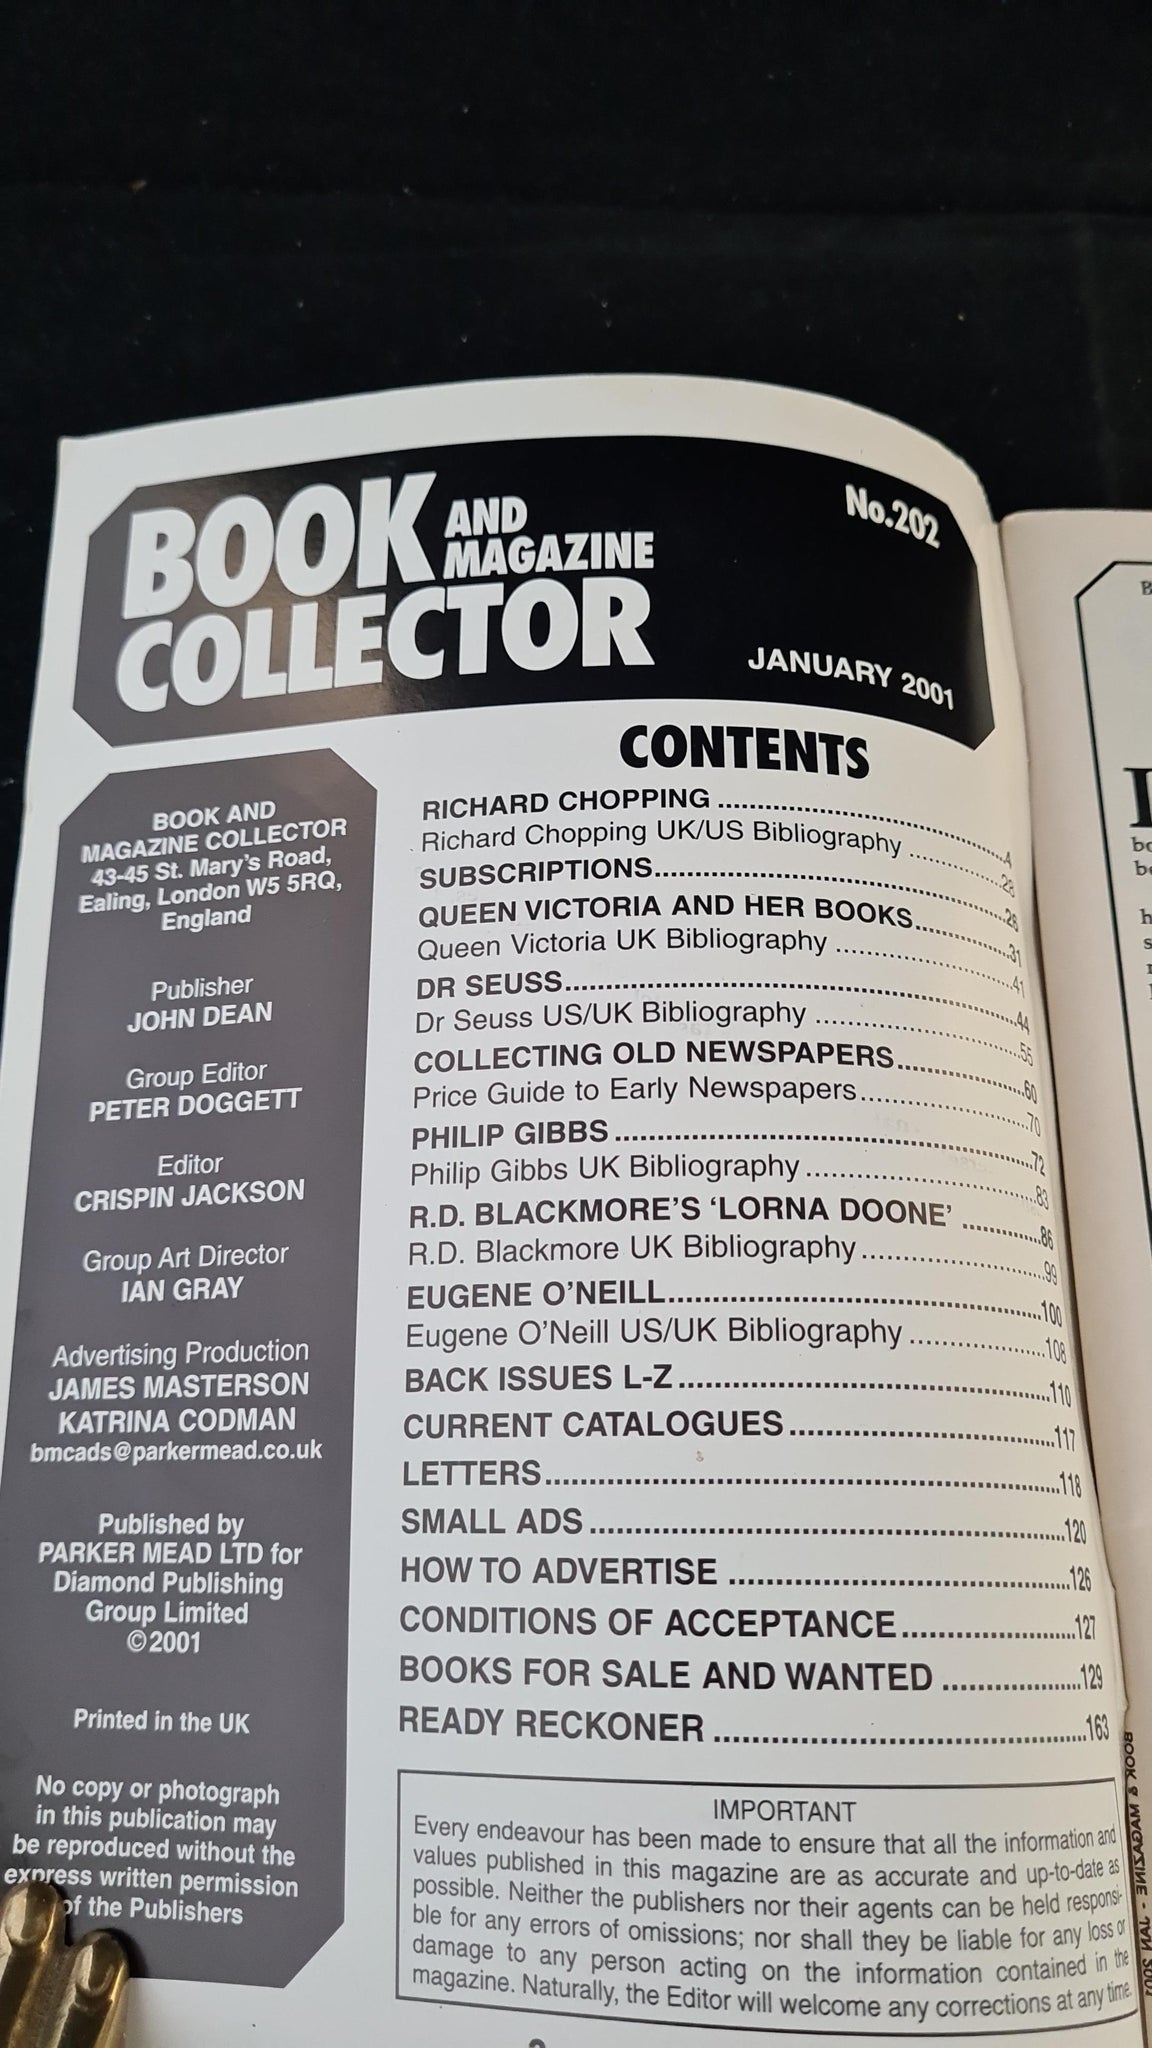 BOOK AND MAGAZINE COLLECTOR
No.202
JANUARY 2001
BOOK AND
MAGAZINE COLLECTOR
43-45 St. Mary's Road,
Ealing, London W5 5RQ,
England
Publisher
JOHN DEAN
Group Editor
PETER DOGGETT
Editor
CRISPIN JACKSON
Group Art Director
IAN GRAY
Advertising Production
JAMES MASTERSON
KATRINA CODMAN
bmcads@parkermead.co.uk
Published by
PARKER MEAD LTD for
Diamond Publishing
Group Limited
©2001
Printed in the UK
No copy or photograph
in this publication may
be reproduced without the
express written permission
of the Publishers
CONTENTS
RICHARD CHOPPING ........ 4
Richard Chopping UK/US Bibliography ........ 28
SUBSCRIPTIONS ........ 26
QUEEN VICTORIA AND HER BOOKS ........ 31
Queen Victoria UK Bibliography ........ 41
DR SEUSS ........ 44
Dr Seuss US/UK Bibliography ........ 55
COLLECTING OLD NEWSPAPERS ........ 60
Price Guide to Early Newspapers ........ 70
PHILIP GIBBS ........ 72
Philip Gibbs UK Bibliography ........ 83
R.D. BLACKMORE'S 'LORNA DOONE' ........ 86
R.D. Blackmore UK Bibliography ........ 99
EUGENE O'NEILL ........ 100
Eugene O'Neill US/UK Bibliography ........ 108
BACK ISSUES L-Z ........ 110
CURRENT CATALOGUES ........ 117
LETTERS ........ 118
SMALL ADS ........ 120
HOW TO ADVERTISE ........ 126
CONDITIONS OF ACCEPTANCE ........ 127
BOOKS FOR SALE AND WANTED ........ 129
READY RECKONER ........ 163
IMPORTANT
Every endeavour has been made to ensure that all the information and
values published in this magazine are as accurate and up-to-date as
possible. Neither the publishers nor their agents can be held responsi-
ble for any errors of omissions; nor shall they be liable for any loss or
damage to any person acting on the information contained in the
magazine. Naturally, the Editor will welcome any corrections at any time.
BOOK & MAGAZINE - JAN 2001